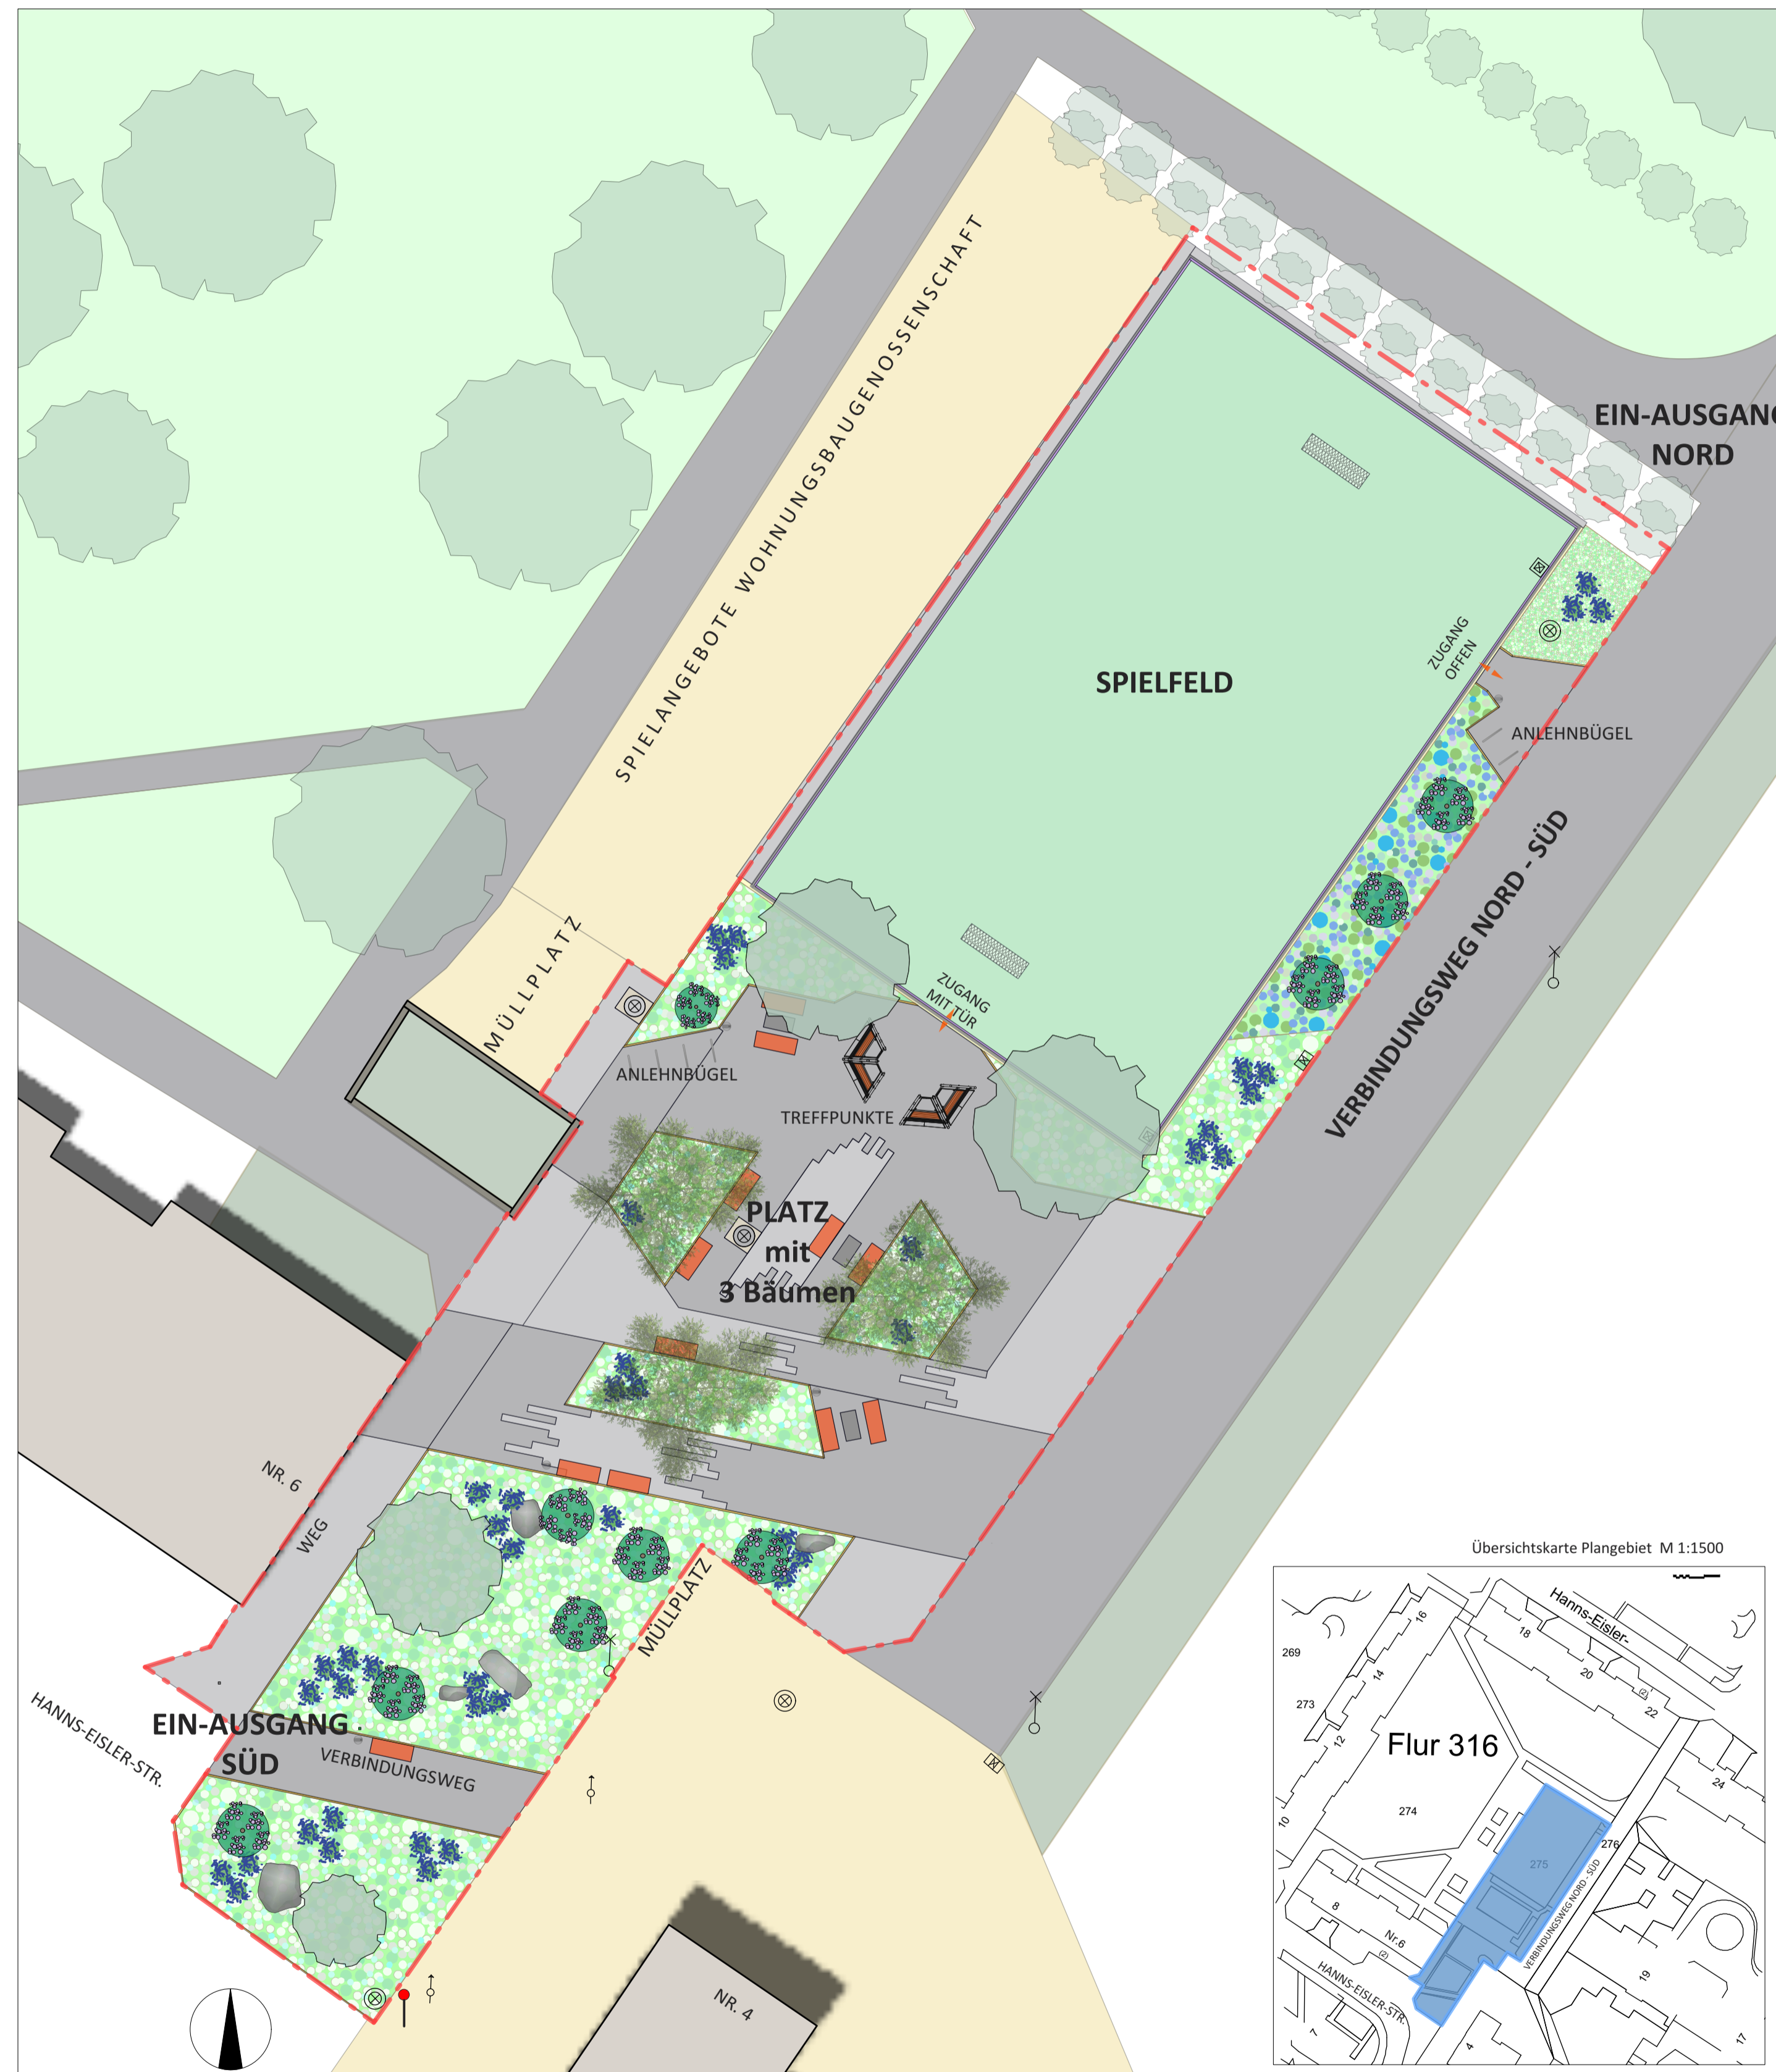 SPIELANGEBOTE WOHNUNGSBAUGENOSSENSCHAFT
EIN-AUSGANG
NORD
SPIELFELD
ZUGANG
OFFEN
ANLEHNBÜGEL
VERBINDUNGSWEG NORD - SÜD
MÜLLPLATZ
ZUGANG
MIT TÜR
ANLEHNBÜGEL
TREFFPUNKTE
PLATZ
mit
3 Bäumen
NR. 6
WEG
MÜLLPLATZ
HANNS-EISLER-STR.
EIN-AUSGANG
SÜD
VERBINDUNGSWEG
NR. 4
Übersichtskarte Plangebiet M 1:1500
Hanns-Eisler-
16
18
269
14
20
273
22
12
Flur 316
24
274
10
276
275
VERBINDUNGSWEG NORD - SÜD
8
Nr.6
HANNS-EISLER-STR.
19
7
4
17